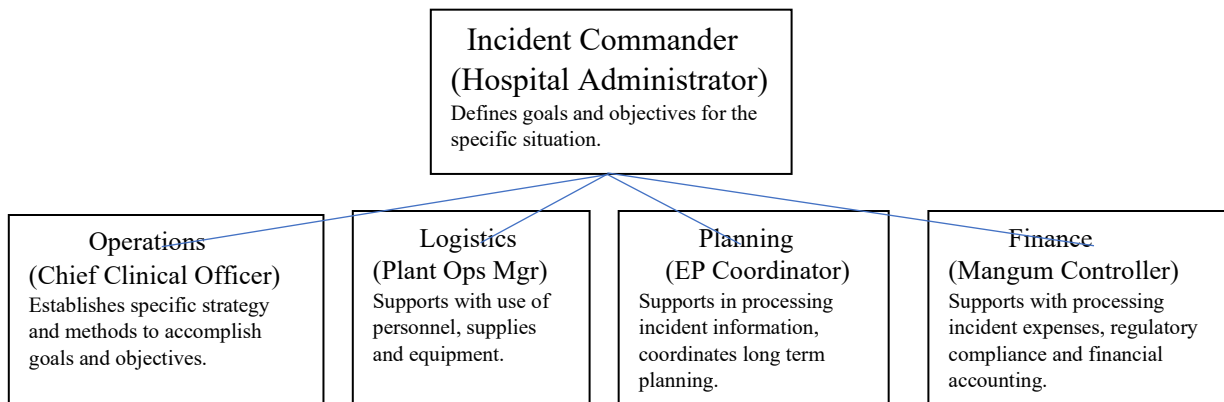 Incident Commander
(Hospital Administrator)
Defines goals and objectives for the
specific situation.
Operations
(Chief Clinical Officer)
Establishes specific strategy
and methods to accomplish
goals and objectives.
Logistics
(Plant Ops Mgr)
Supports with use of
personnel, supplies
and equipment.
Planning
(EP Coordinator)
Supports in processing
incident information,
coordinates long term
planning.
Finance
(Mangum Controller)
Supports with processing
incident expenses, regulatory
compliance and financial
accounting.